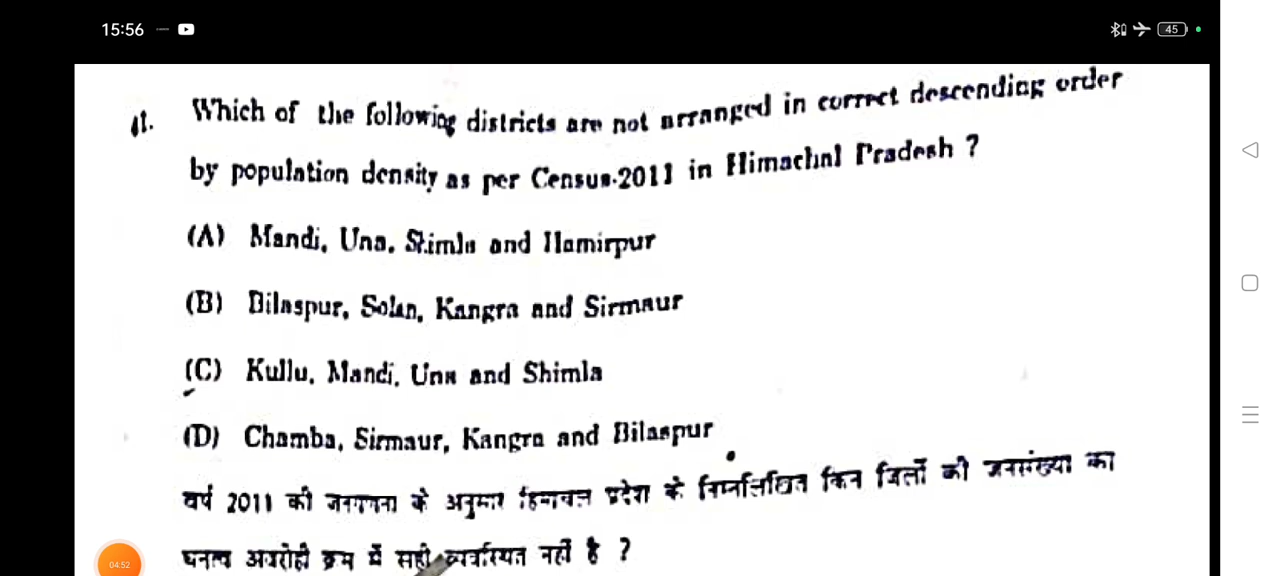 15:56
45
41. Which of the following districts are not arranged in correct descending order
by population density as per Census-2011 in Himachal Pradesh ?
(A) Mandi, Una, Shimla and Hamirpur
(B) Bilaspur, Solan, Kangra and Sirmaur
(C) Kullu, Mandi, Una and Shimla
(D) Chamba, Sirmaur, Kangra and Bilaspur
वर्ष 2011 की जनगणना के अनुसार हिमाचल प्रदेश के निम्नलिखित किन जिलों की जनसंख्या का
घनत्व अवरोही क्रम में सही व्यवस्थित नहीं है ?
04:52